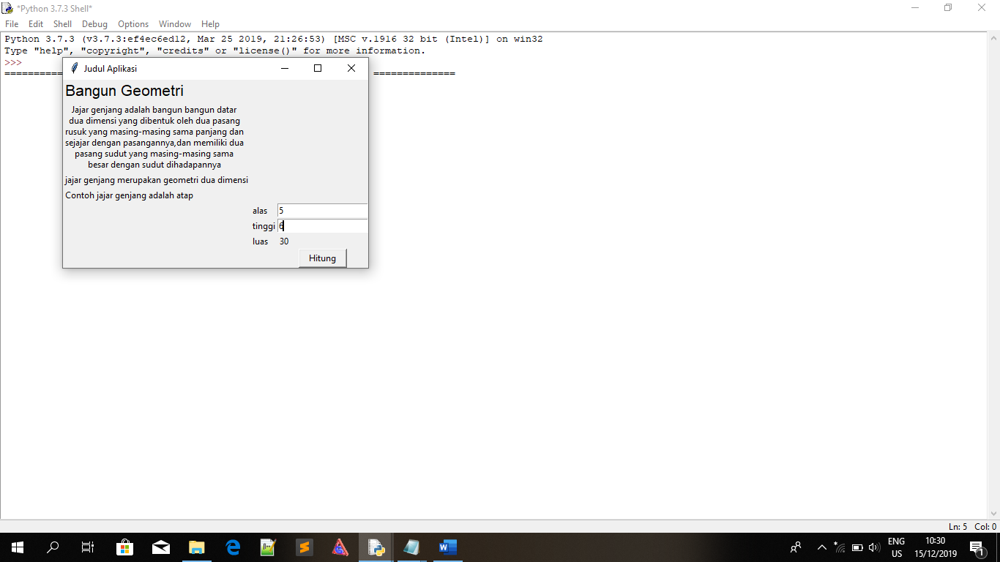 *Python 3.7.3 Shell*
File Edit Shell Debug Options Window Help
Python 3.7.3 (v3.7.3:ef4ec6ed12, Mar 25 2019, 21:26:53) [MSC v.1916 32 bit (Intel)] on win32
Type "help", "copyright", "credits" or "license()" for more information.
>>>
========== ==============
Judul Aplikasi
Bangun Geometri
Jajar genjang adalah bangun bangun datar
dua dimensi yang dibentuk oleh dua pasang
rusuk yang masing-masing sama panjang dan
sejajar dengan pasangannya,dan memiliki dua
pasang sudut yang masing-masing sama
besar dengan sudut dihadapannya
jajar genjang merupakan geometri dua dimensi
Contoh jajar genjang adalah atap
alas 5
tinggi 6
luas 30
Hitung
Ln: 5 Col: 0
ENG 10:30
US 15/12/2019 1